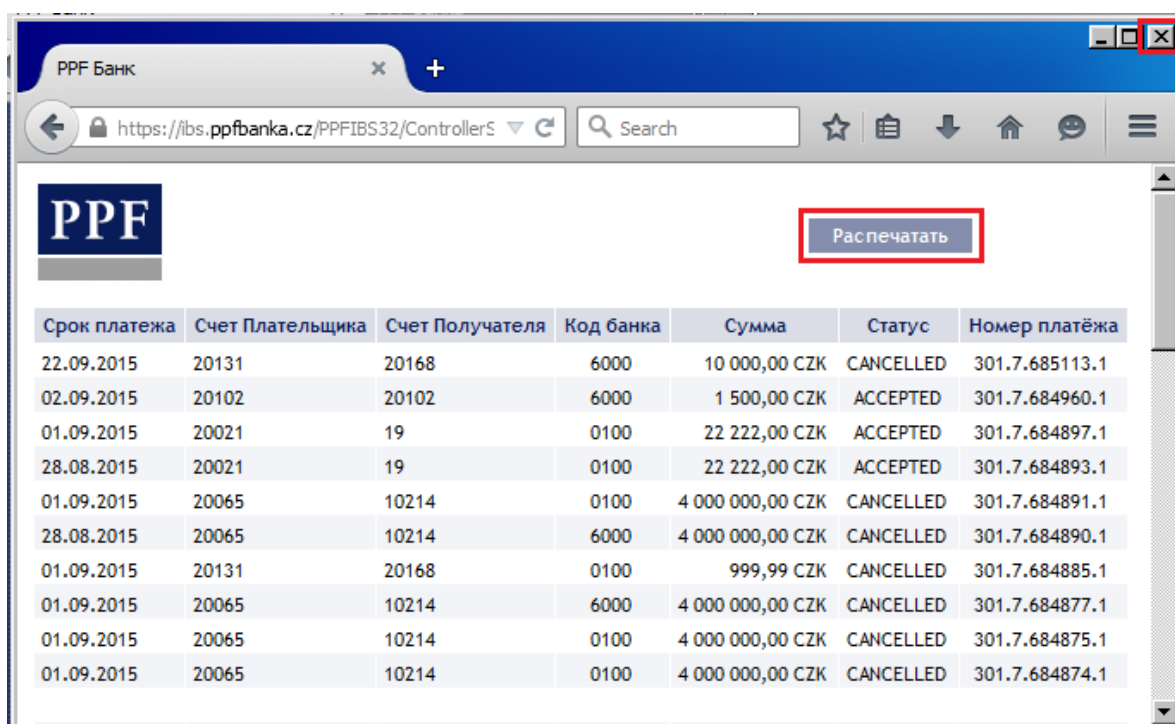 PPF Банк
https://ibs.ppfbanka.cz/PPFIBS32/ControllerS Search
PPF
Распечатать
Срок платежа Счет Плательщика Счет Получателя Код банка Сумма Статус Номер платёжа
22.09.2015 20131 20168 6000 10 000,00 CZK CANCELLED 301.7.685113.1
02.09.2015 20102 20102 6000 1 500,00 CZK ACCEPTED 301.7.684960.1
01.09.2015 20021 19 0100 22 222,00 CZK ACCEPTED 301.7.684897.1
28.08.2015 20021 19 0100 22 222,00 CZK ACCEPTED 301.7.684893.1
01.09.2015 20065 10214 0100 4 000 000,00 CZK CANCELLED 301.7.684891.1
28.08.2015 20065 10214 6000 4 000 000,00 CZK CANCELLED 301.7.684890.1
01.09.2015 20131 20168 0100 999,99 CZK CANCELLED 301.7.684885.1
01.09.2015 20065 10214 6000 4 000 000,00 CZK CANCELLED 301.7.684877.1
01.09.2015 20065 10214 0100 4 000 000,00 CZK CANCELLED 301.7.684875.1
01.09.2015 20065 10214 0100 4 000 000,00 CZK CANCELLED 301.7.684874.1